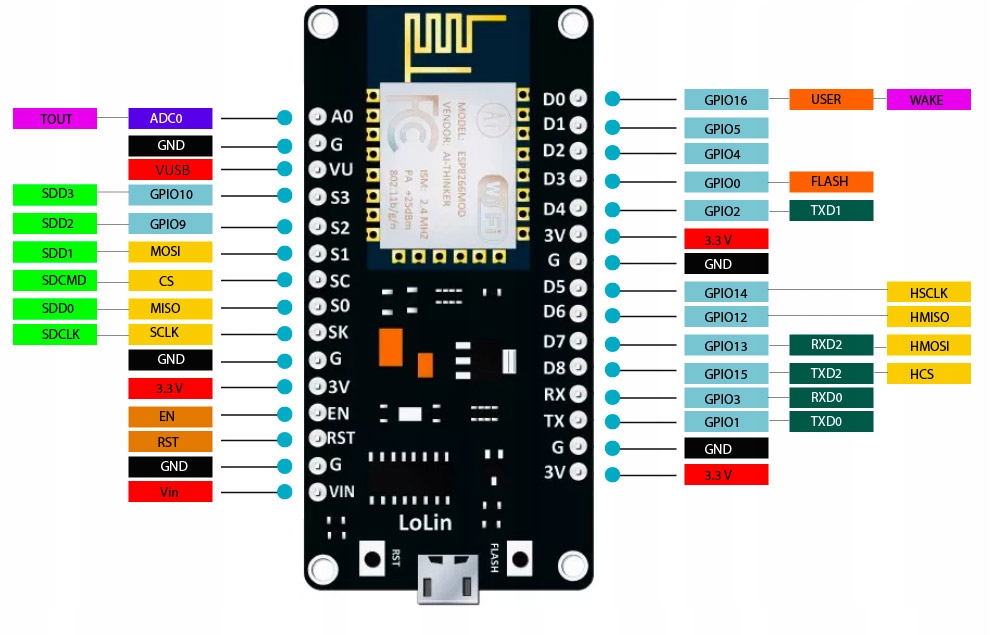 TOUT ADC0
GND
VUSB
SDD3 GPIO10
SDD2 GPIO9
SDD1 MOSI
SDCMD CS
SDD0 MISO
SDCLK SCLK
GND
3.3 V
EN
RST
GND
Vin
A0
G
VU
S3
S2
S1
SC
S0
SK
G
3V
EN
RST
G
VIN
MODEL: ESP8266MOD
VENDOR: AI-THINKER
ISM: 2.4 MHZ
PA +25dBm
802.11b/g/n
FCC
AI
Wi Fi
LoLin
RST
FLASH
D0
D1
D2
D3
D4
3V
G
D5
D6
D7
D8
RX
TX
G
3V
GPIO16 USER WAKE
GPIO5
GPIO4
GPIO0 FLASH
GPIO2 TXD1
3.3 V
GND
GPIO14 HSCLK
GPIO12 HMISO
GPIO13 RXD2 HMOSI
GPIO15 TXD2 HCS
GPIO3 RXD0
GPIO1 TXD0
GND
3.3 V